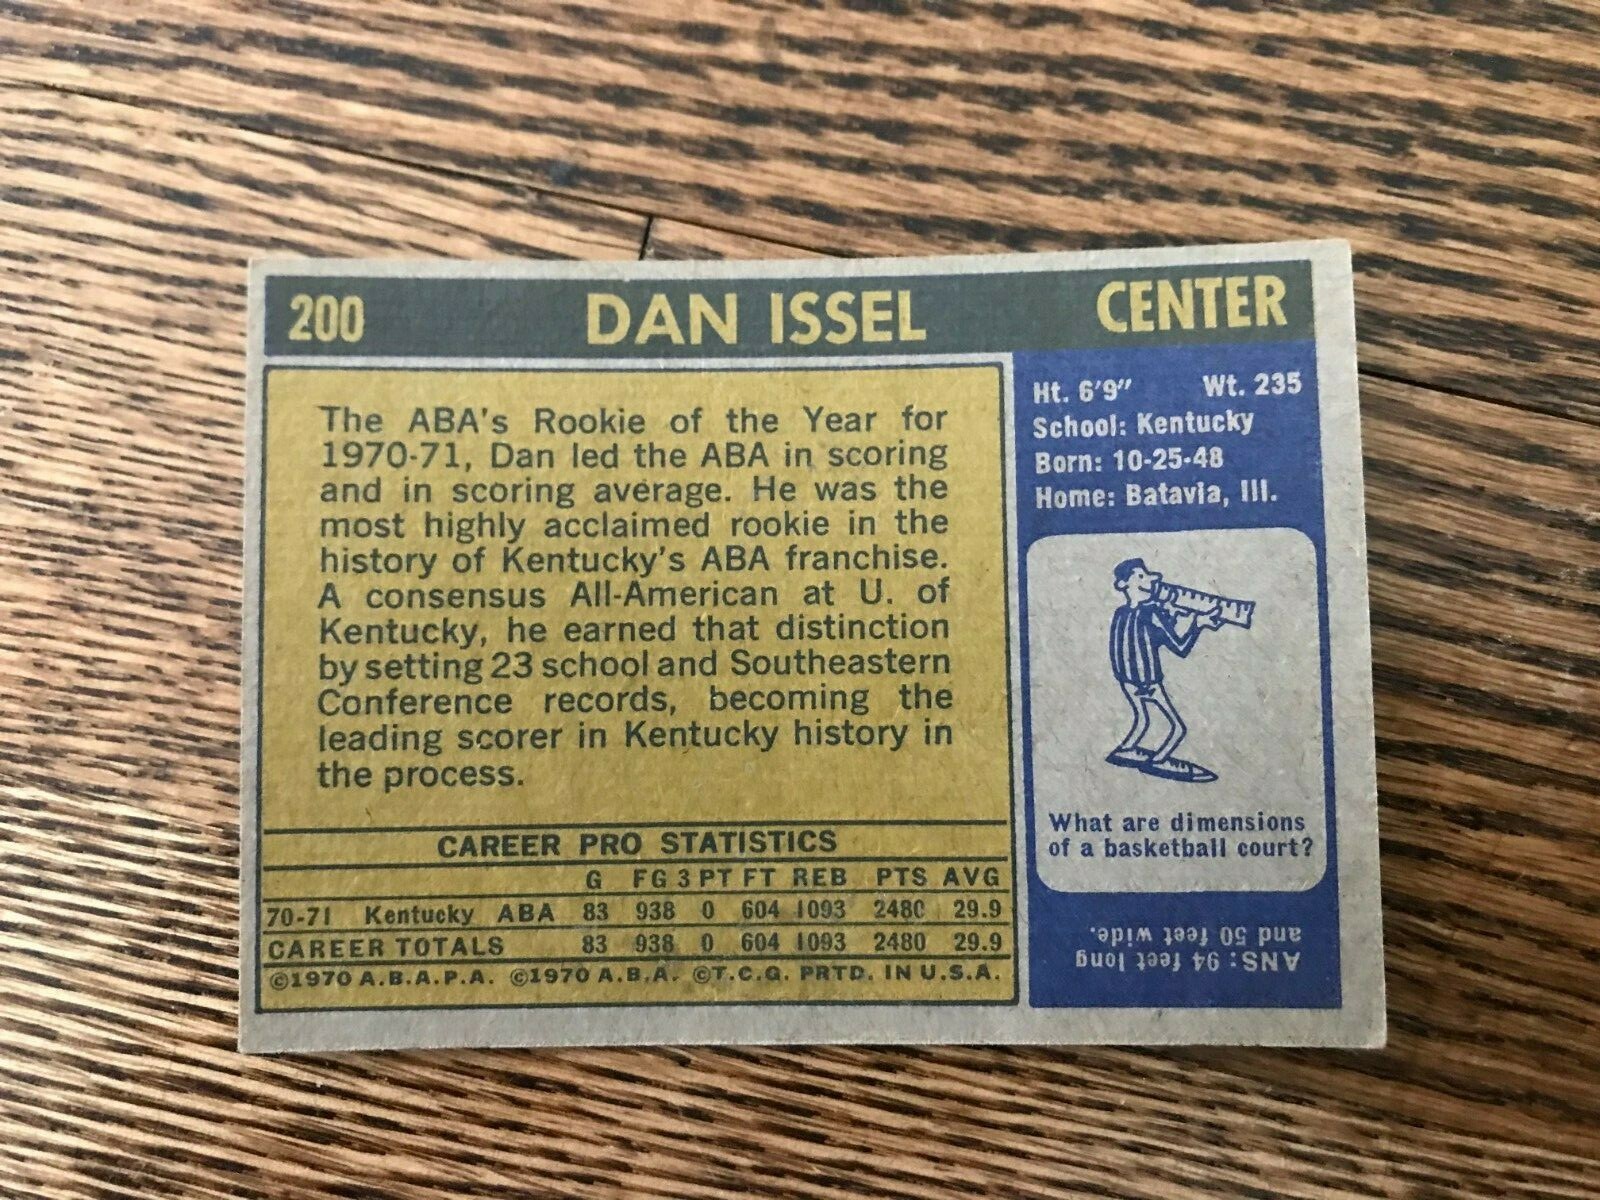 200 DAN ISSEL CENTER
The ABA's Rookie of the Year for
1970-71, Dan led the ABA in scoring
and in scoring average. He was the
most highly acclaimed rookie in the
history of Kentucky's ABA franchise.
A consensus All-American at U. of
Kentucky, he earned that distinction
by setting 23 school and Southeastern
Conference records, becoming the
leading scorer in Kentucky history in
the process.
CAREER PRO STATISTICS
G FG 3 PT FT REB PTS AVG
70-71 Kentucky ABA 83 938 0 604 1093 2480 29.9
CAREER TOTALS 83 938 0 604 1093 2480 29.9
©1970 A.B.A.P.A. ©1970 A.B.A. ©T.C.G. PRTD. IN U.S.A.
Ht. 6'9" Wt. 235
School: Kentucky
Born: 10-25-48
Home: Batavia, Ill.
What are dimensions
of a basketball court?
ANS: 94 feet long
and 50 feet wide.